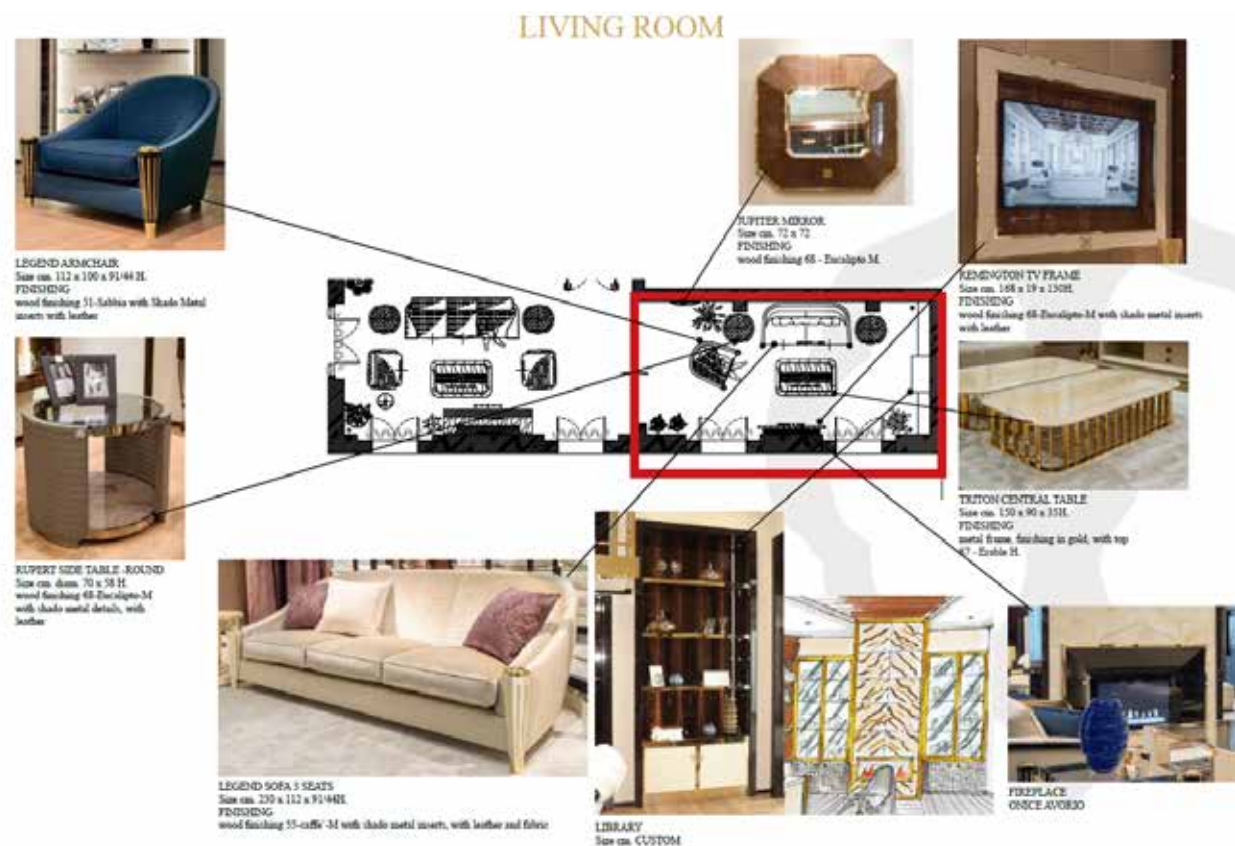 LIVING ROOM
LEGEND ARMCHAIR
Size cm. 112 x 100 x 91/44 H.
FINISHING
wood finishing 51-Sabbia with Shado Metal
inserts with leather
RUPERT SIDE TABLE -ROUND
Size cm. diam. 70 x 58 H.
wood finishing 68-Eucalipto-M
with shado metal details, with
leather
LEGEND SOFA 3 SEATS
Size cm. 230 x 112 x 91/44H.
FINISHING
wood finishing 55-caffe' -M with shado metal inserts, with leather and fabric
JUPITER MIRROR
Size cm. 72 x 72
FINISHING
wood finishing 68 - Eucalipto M.
REMINGTON TV FRAME
Size cm. 168 x 19 x 130H.
FINISHING
wood finishing 68-Eucalipto-M with shado metal inserts
with leather
TRITON CENTRAL TABLE
Size cm. 150 x 90 x 35H.
FINISHING
metal frame, finishing in gold, with top
67 - Erable H.
LIBRARY
Size cm. CUSTOM
FIREPLACE
ONICE AVORIO